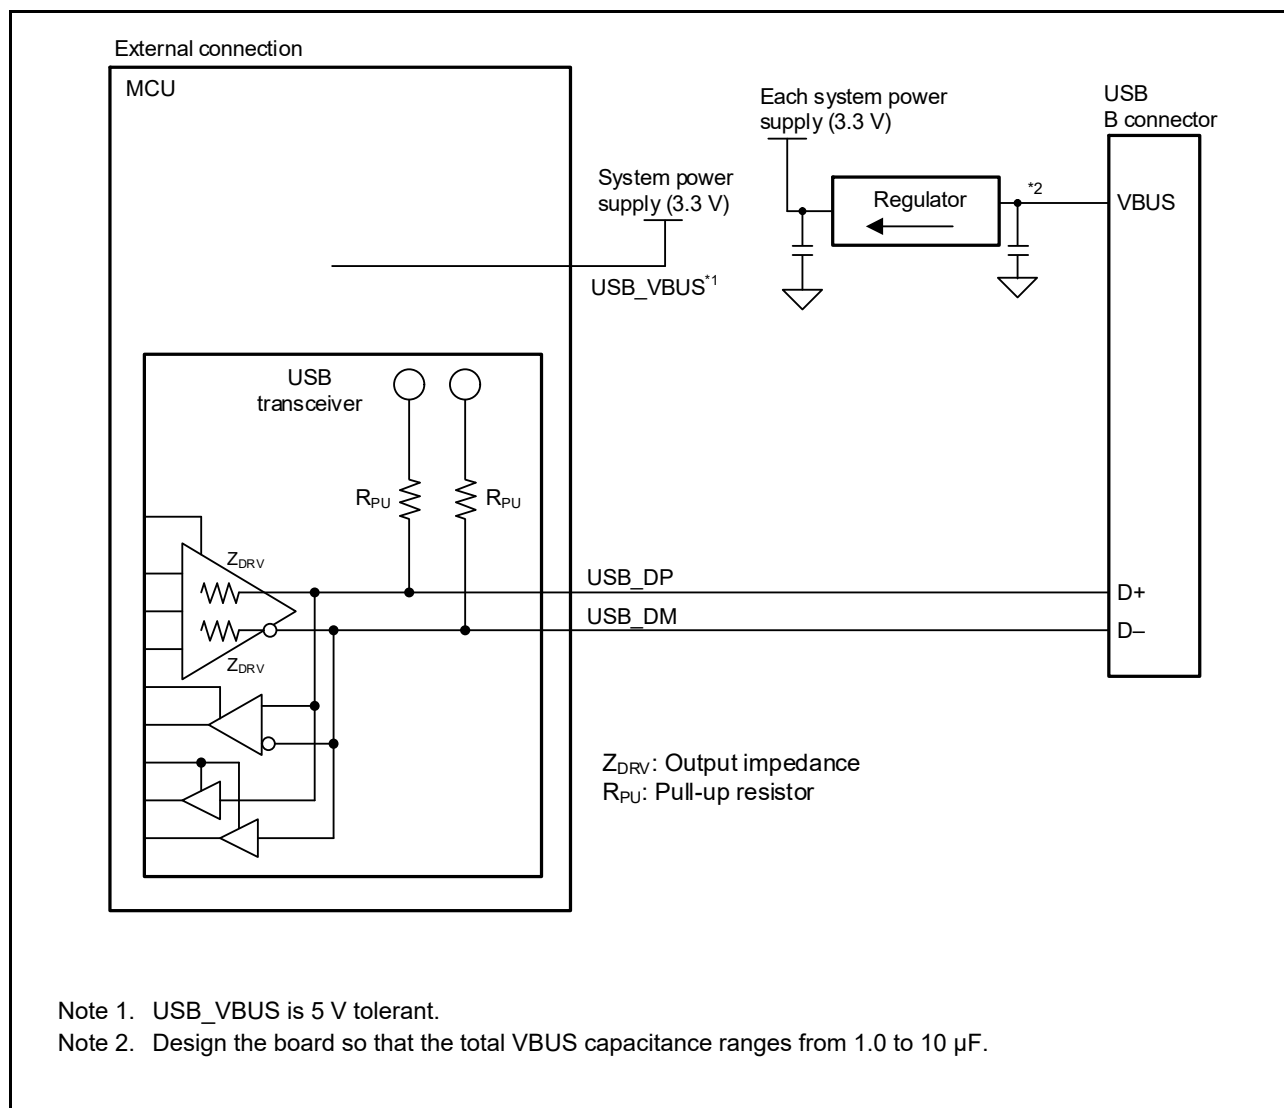 External connection
MCU
Each system power
supply (3.3 V)
USB
B connector
System power
supply (3.3 V)
Regulator
*2
VBUS
USB_VBUS*1
USB
transceiver
RPU
RPU
ZDRV
USB_DP
D+
USB_DM
D–
ZDRV
ZDRV: Output impedance
RPU: Pull-up resistor
Note 1. USB_VBUS is 5 V tolerant.
Note 2. Design the board so that the total VBUS capacitance ranges from 1.0 to 10 µF.